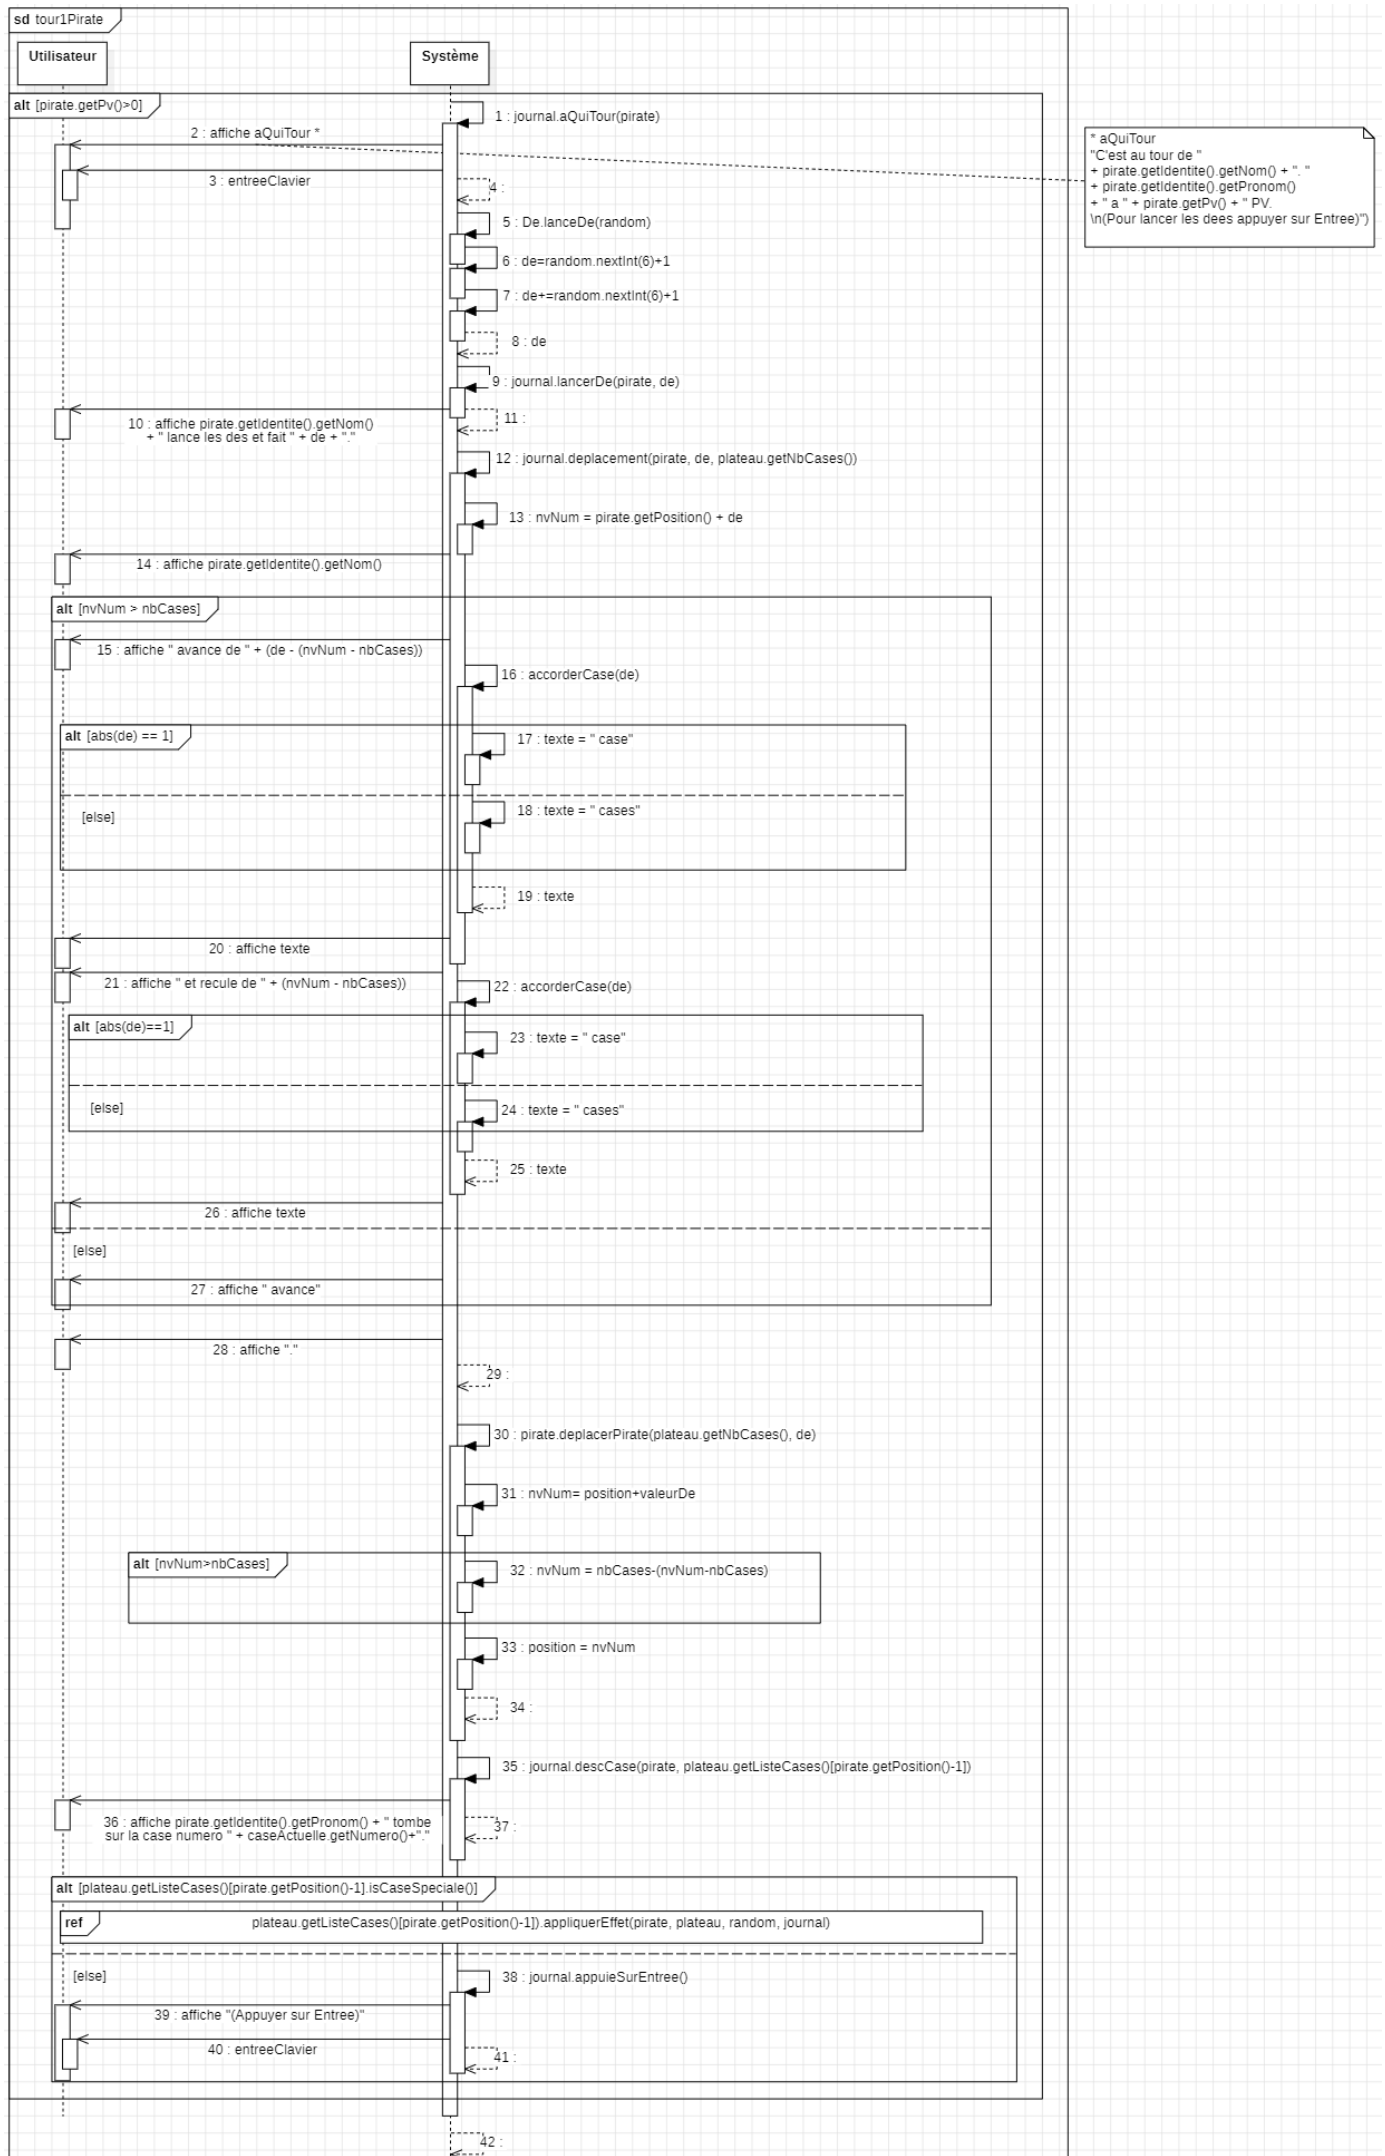 sd tour1Pirate
Utilisateur
Système
alt [pirate.getPv()>0]
1 : journal.aQuiTour(pirate)
2 : affiche aQuiTour *
* aQuiTour
"C'est au tour de "
+ pirate.getIdentite().getNom() + ". "
+ pirate.getIdentite().getPronom()
+ " a " + pirate.getPv() + " PV.
\n(Pour lancer les dees appuyer sur Entree)")
3 : entreeClavier
4 :
5 : De.lanceDe(random)
6 : de=random.nextInt(6)+1
7 : de+=random.nextInt(6)+1
8 : de
9 : journal.lancerDe(pirate, de)
10 : affiche pirate.getIdentite().getNom()
+ " lance les des et fait " + de + "."
11 :
12 : journal.deplacement(pirate, de, plateau.getNbCases())
13 : nvNum = pirate.getPosition() + de
14 : affiche pirate.getIdentite().getNom()
alt [nvNum > nbCases]
15 : affiche " avance de " + (de - (nvNum - nbCases))
16 : accorderCase(de)
alt [abs(de) == 1]
17 : texte = " case"
18 : texte = " cases"
[else]
19 : texte
20 : affiche texte
21 : affiche " et recule de " + (nvNum - nbCases))
22 : accorderCase(de)
alt [abs(de)==1]
23 : texte = " case"
[else]
24 : texte = " cases"
25 : texte
26 : affiche texte
[else]
27 : affiche " avance"
28 : affiche "."
29 :
30 : pirate.deplacerPirate(plateau.getNbCases(), de)
31 : nvNum= position+valeurDe
alt [nvNum>nbCases]
32 : nvNum = nbCases-(nvNum-nbCases)
33 : position = nvNum
34 :
35 : journal.descCase(pirate, plateau.getListeCases()[pirate.getPosition()-1])
36 : affiche pirate.getIdentite().getPronom() + " tombe
sur la case numero " + caseActuelle.getNumero()+"."
37 :
alt [plateau.getListeCases()[pirate.getPosition()-1].isCaseSpeciale()]
ref plateau.getListeCases()[pirate.getPosition()-1]).appliquerEffet(pirate, plateau, random, journal)
[else]
38 : journal.appuieSurEntree()
39 : affiche "(Appuyer sur Entree)"
40 : entreeClavier
41 :
42 :